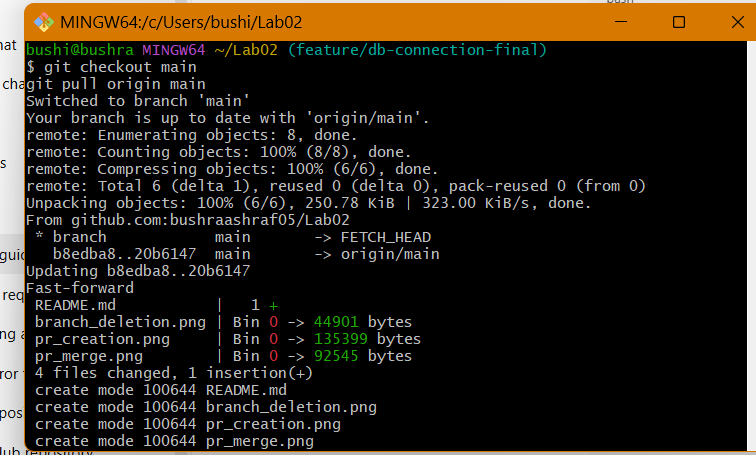 MINGW64:/c/Users/bushi/Lab02
bushi@bushra MINGW64 ~/Lab02 (feature/db-connection-final)
$ git checkout main
git pull origin main
Switched to branch 'main'
Your branch is up to date with 'origin/main'.
remote: Enumerating objects: 8, done.
remote: Counting objects: 100% (8/8), done.
remote: Compressing objects: 100% (6/6), done.
remote: Total 6 (delta 1), reused 0 (delta 0), pack-reused 0 (from 0)
Unpacking objects: 100% (6/6), 250.78 KiB | 323.00 KiB/s, done.
From github.com:bushraashraf05/Lab02
 * branch            main       -> FETCH_HEAD
   b8edba8..20b6147  main       -> origin/main
Updating b8edba8..20b6147
Fast-forward
 README.md           |   1 +
 branch_deletion.png | Bin 0 -> 44901 bytes
 pr_creation.png     | Bin 0 -> 135399 bytes
 pr_merge.png        | Bin 0 -> 92545 bytes
 4 files changed, 1 insertion(+)
 create mode 100644 README.md
 create mode 100644 branch_deletion.png
 create mode 100644 pr_creation.png
 create mode 100644 pr_merge.png